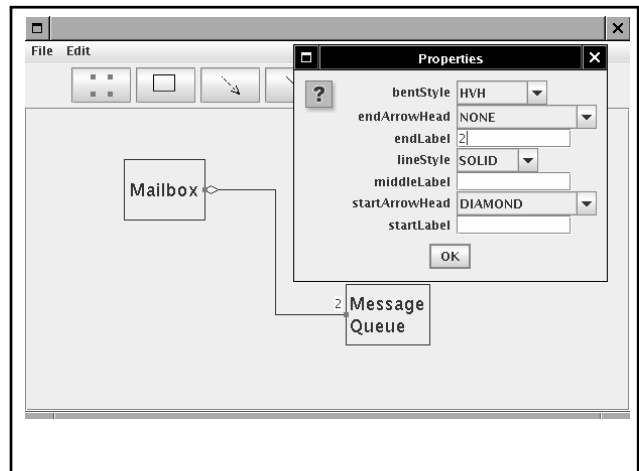 File Edit
Properties
?
bentStyle HVH
endArrowHead NONE
endLabel 2
lineStyle SOLID
middleLabel
startArrowHead DIAMOND
startLabel
OK
Mailbox
2 Message
Queue